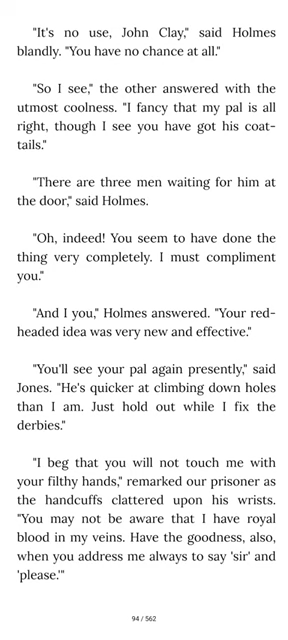 "It's no use, John Clay," said Holmes
blandly. "You have no chance at all."
"So I see," the other answered with the
utmost coolness. "I fancy that my pal is all
right, though I see you have got his coat-
tails."
"There are three men waiting for him at
the door," said Holmes.
"Oh, indeed! You seem to have done the
thing very completely. I must compliment
you."
"And I you," Holmes answered. "Your red-
headed idea was very new and effective."
"You'll see your pal again presently," said
Jones. "He's quicker at climbing down holes
than I am. Just hold out while I fix the
derbies."
"I beg that you will not touch me with
your filthy hands," remarked our prisoner as
the handcuffs clattered upon his wrists.
"You may not be aware that I have royal
blood in my veins. Have the goodness, also,
when you address me always to say 'sir' and
'please.'"
94 / 562